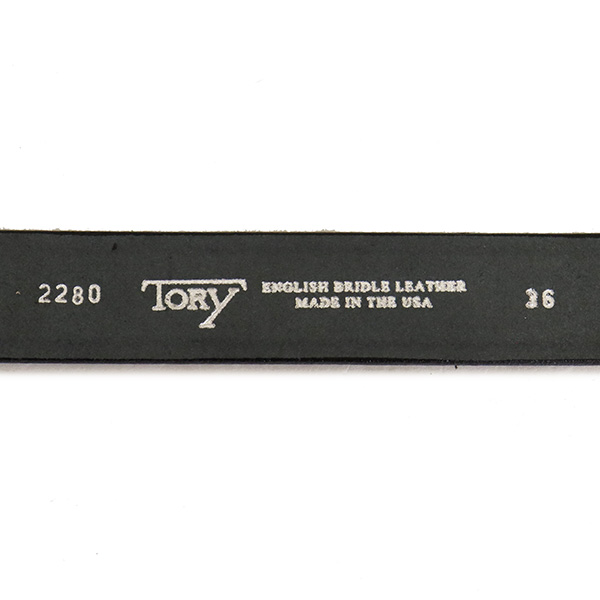 2280
Tory
ENGLISH BRIDLE LEATHER
MADE IN THE USA
36